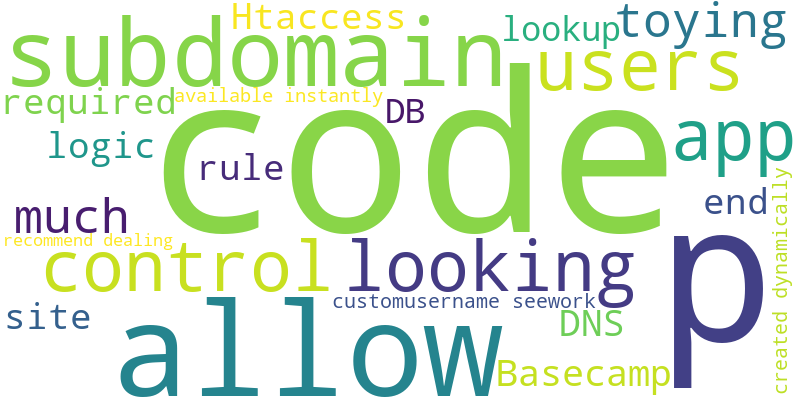 Htaccess
toying
subdomain
lookup
users
required
available instantly
DB
code
app
logic
rule
much
end
recommend dealing
control
looking
p
created dynamically
customusername seework
site
allow
DNS
Basecamp